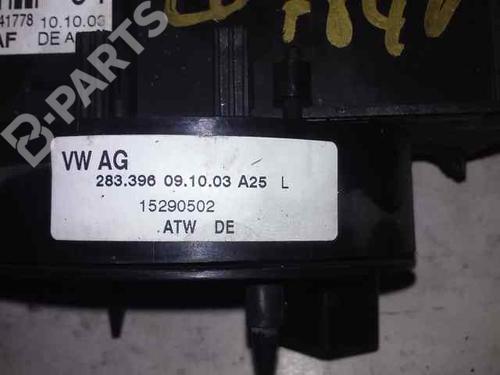 41778 10.10.03
AF DE A
B-PARTS
VW AG
283.396 09.10.03 A25 L
15290502
ATW DE